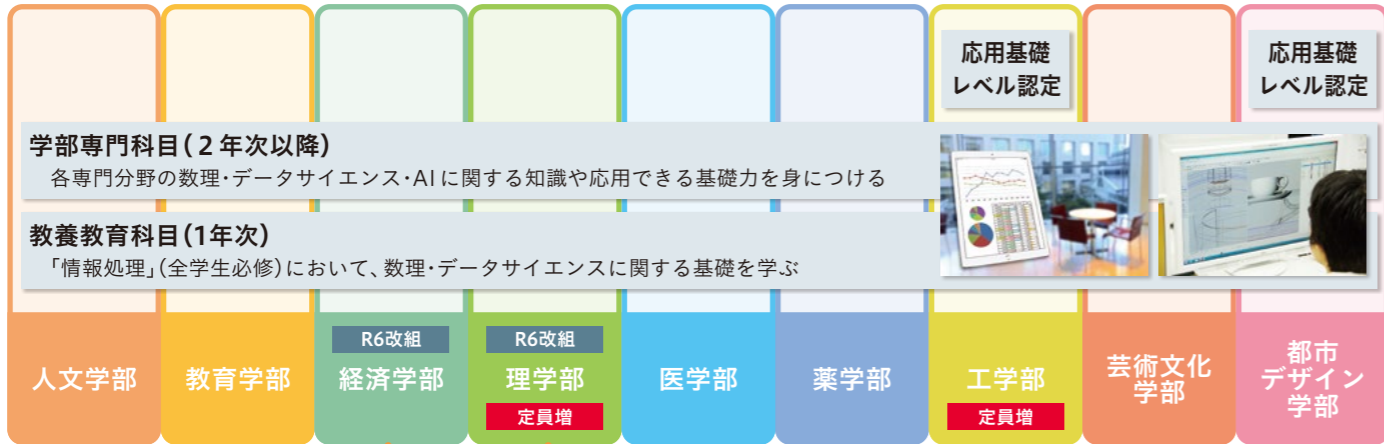 応用基礎
レベル認定
応用基礎
レベル認定
学部専門科目(2年次以降)
各専門分野の数理・データサイエンス・AIに関する知識や応用できる基礎力を身につける
教養教育科目(1年次)
「情報処理」(全学生必修)において、数理・データサイエンスに関する基礎を学ぶ
人文学部
教育学部
R6改組
経済学部
R6改組
理学部
定員増
医学部
薬学部
工学部
定員増
芸術文化
学部
都市
デザイン
学部